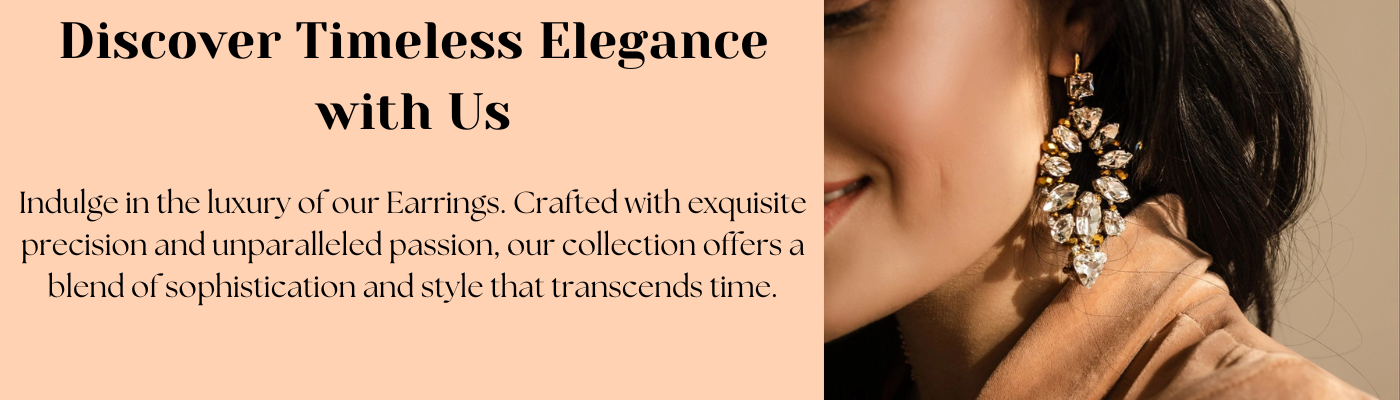 Discover Timeless Elegance
with Us
Indulge in the luxury of our Earrings. Crafted with exquisite
precision and unparalleled passion, our collection offers a
blend of sophistication and style that transcends time.